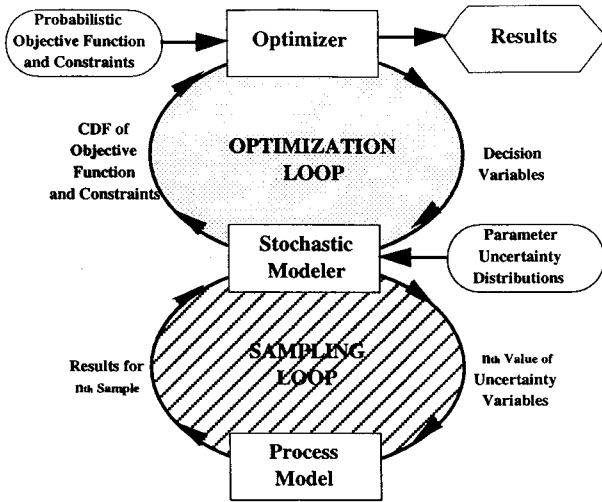 Probabilistic
Objective Function
and Constraints
Optimizer
Results
CDF of
Objective
Function
and Constraints
OPTIMIZATION
LOOP
Decision
Variables
Stochastic
Modeler
Parameter
Uncertainty
Distributions
Results for
nth Sample
SAMPLING
LOOP
nth Value of
Uncertainty
Variables
Process
Model